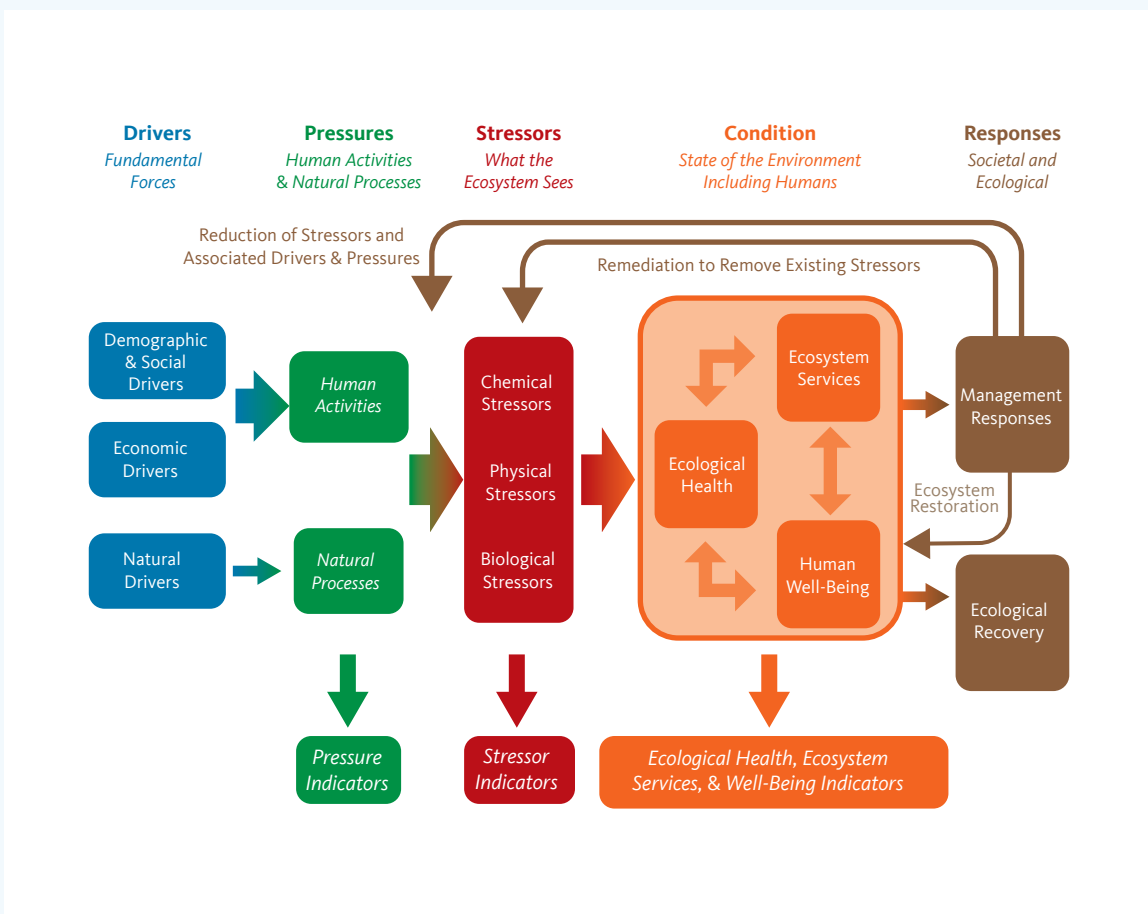 Drivers
Fundamental
Forces
Pressures
Human Activities
& Natural Processes
Stressors
What the
Ecosystem Sees
Condition
State of the Environment
Including Humans
Responses
Societal and
Ecological
Reduction of Stressors and
Associated Drivers & Pressures
Remediation to Remove Existing Stressors
Demographic
& Social
Drivers
Economic
Drivers
Natural
Drivers
Human
Activities
Natural
Processes
Chemical
Stressors
Physical
Stressors
Biological
Stressors
Ecosystem
Services
Ecological
Health
Human
Well-Being
Management
Responses
Ecosystem
Restoration
Ecological
Recovery
Pressure
Indicators
Stressor
Indicators
Ecological Health, Ecosystem
Services, & Well-Being Indicators